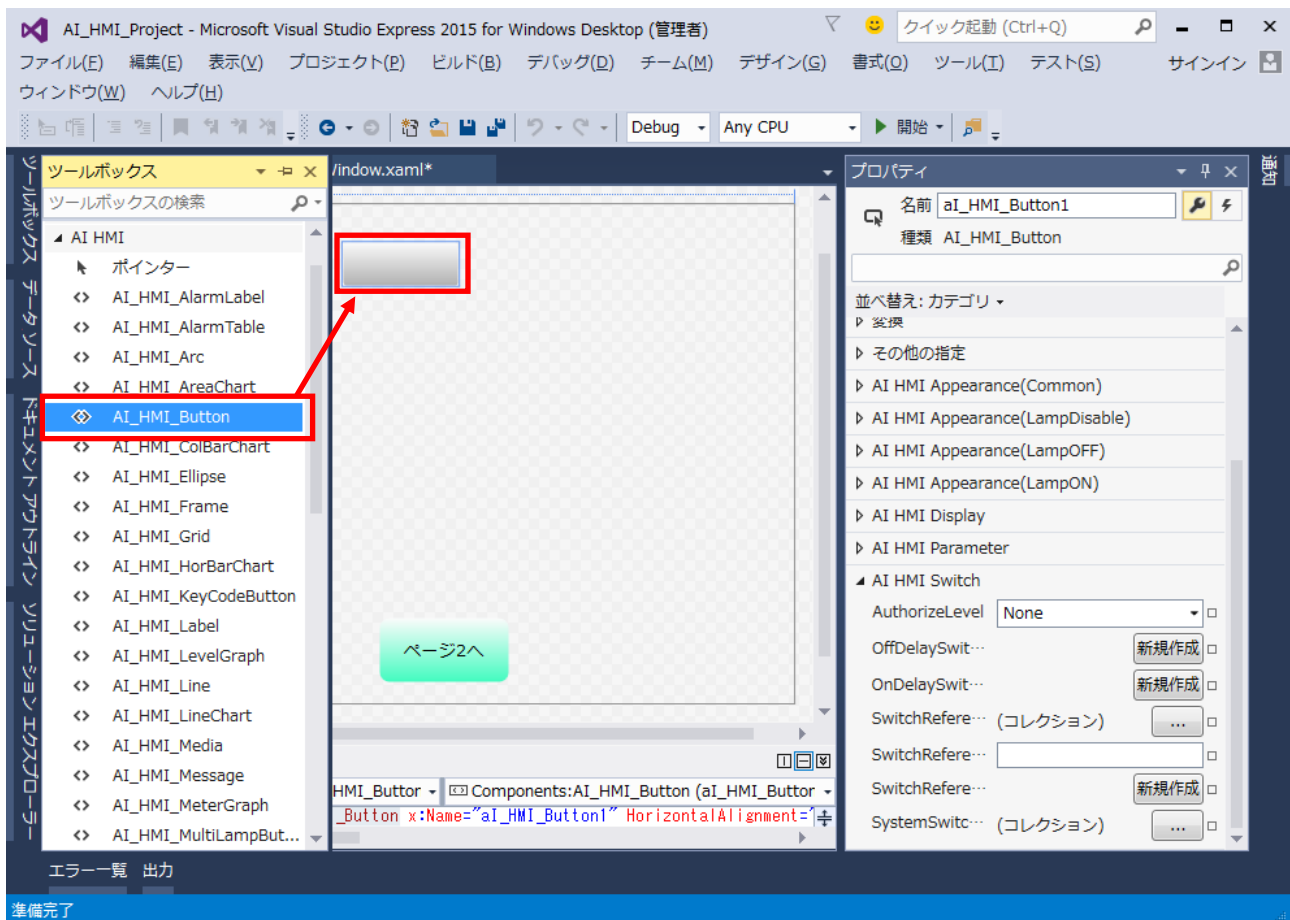 AI_HMI_Project - Microsoft Visual Studio Express 2015 for Windows Desktop (管理者)
クイック起動 (Ctrl+Q)
ファイル(F) 編集(E) 表示(V) プロジェクト(P) ビルド(B) デバッグ(D) チーム(M) デザイン(G) 書式(O) ツール(T) テスト(S) サインイン
ウィンドウ(W) ヘルプ(H)
Debug Any CPU 開始
ツールボックス
データ ソース
ドキュメント アウトライン
ソリューション エクスプローラー
ツールボックス
ツールボックスの検索
AI HMI
ポインター
AI_HMI_AlarmLabel
AI_HMI_AlarmTable
AI_HMI_Arc
AI_HMI_AreaChart
AI_HMI_Button
AI_HMI_ColBarChart
AI_HMI_Ellipse
AI_HMI_Frame
AI_HMI_Grid
AI_HMI_HorBarChart
AI_HMI_KeyCodeButton
AI_HMI_Label
AI_HMI_LevelGraph
AI_HMI_Line
AI_HMI_LineChart
AI_HMI_Media
AI_HMI_Message
AI_HMI_MeterGraph
AI_HMI_MultiLampBut...
indow.xaml*
ページ2へ
HMI_Buttor Components:AI_HMI_Button (aI_HMI_Buttor
_Button x:Name="aI_HMI_Button1" HorizontalAlignment="
プロパティ
名前 aI_HMI_Button1
種類 AI_HMI_Button
並べ替え: カテゴリ
変換
その他の指定
AI HMI Appearance(Common)
AI HMI Appearance(LampDisable)
AI HMI Appearance(LampOFF)
AI HMI Appearance(LampON)
AI HMI Display
AI HMI Parameter
AI HMI Switch
AuthorizeLevel None
OffDelaySwit… 新規作成
OnDelaySwit… 新規作成
SwitchRefere… (コレクション) ...
SwitchRefere…
SwitchRefere… 新規作成
SystemSwitc… (コレクション) ...
通知
エラー一覧 出力
準備完了